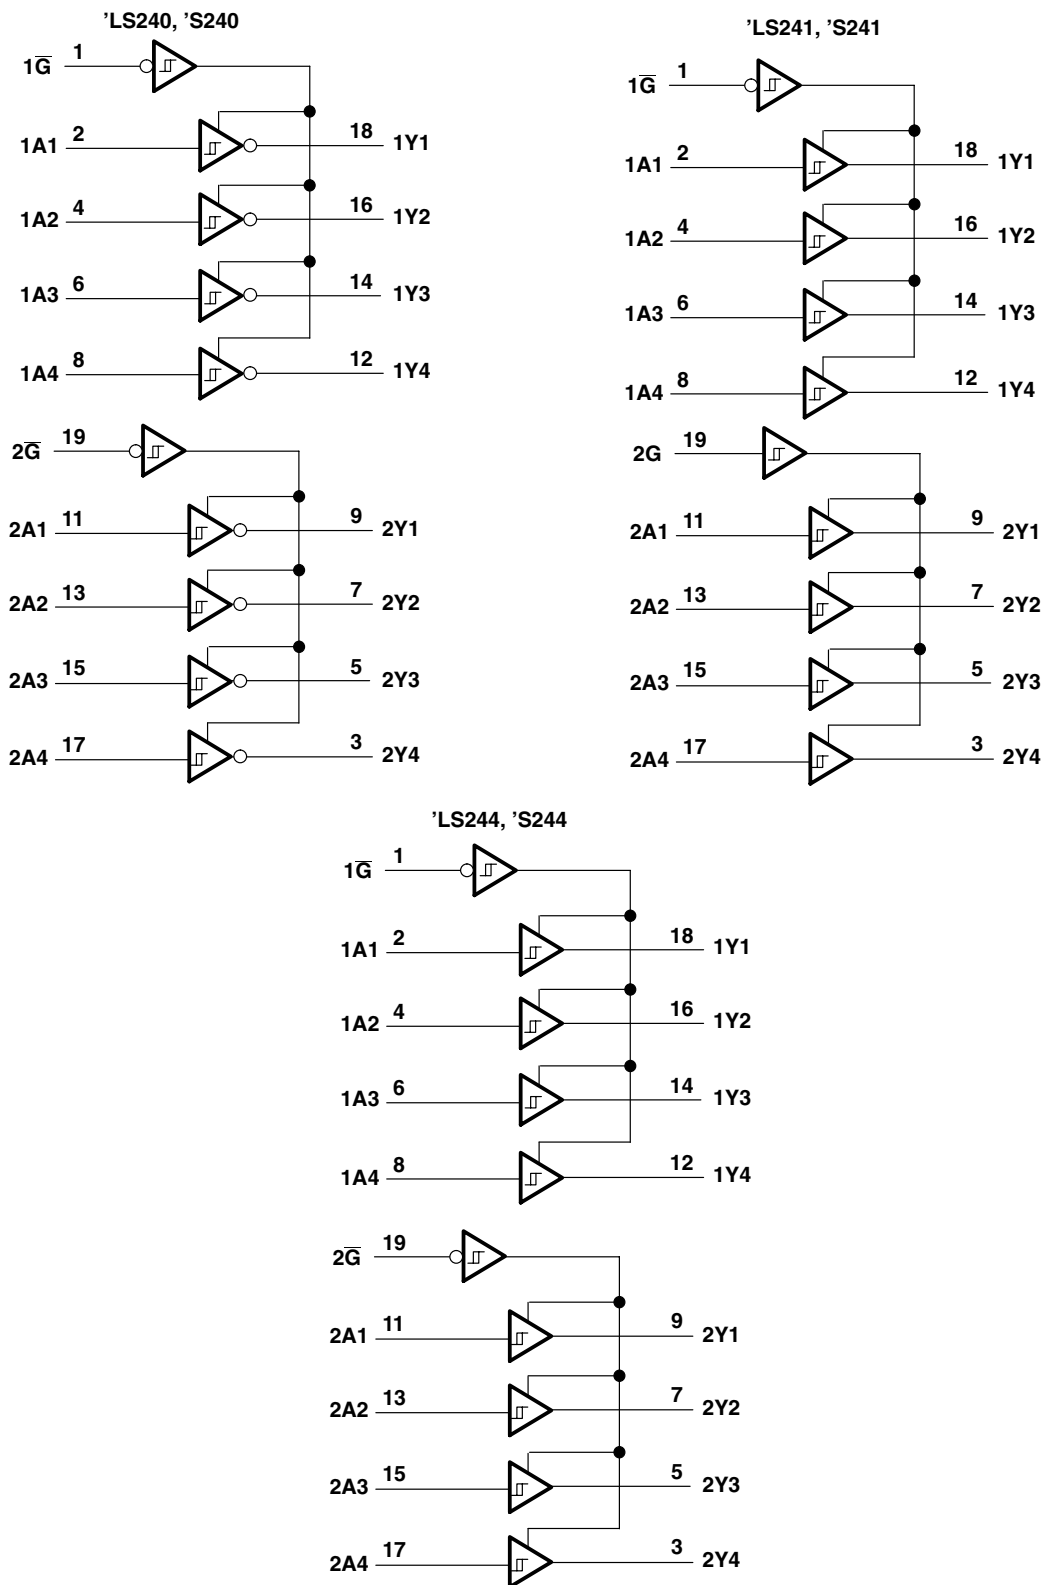 ’LS240, ’S240
1G̅ 1
1A1 2 18 1Y1
1A2 4 16 1Y2
1A3 6 14 1Y3
1A4 8 12 1Y4
2G̅ 19
2A1 11 9 2Y1
2A2 13 7 2Y2
2A3 15 5 2Y3
2A4 17 3 2Y4
’LS241, ’S241
1G̅ 1
1A1 2 18 1Y1
1A2 4 16 1Y2
1A3 6 14 1Y3
1A4 8 12 1Y4
2G 19
2A1 11 9 2Y1
2A2 13 7 2Y2
2A3 15 5 2Y3
2A4 17 3 2Y4
’LS244, ’S244
1G̅ 1
1A1 2 18 1Y1
1A2 4 16 1Y2
1A3 6 14 1Y3
1A4 8 12 1Y4
2G̅ 19
2A1 11 9 2Y1
2A2 13 7 2Y2
2A3 15 5 2Y3
2A4 17 3 2Y4